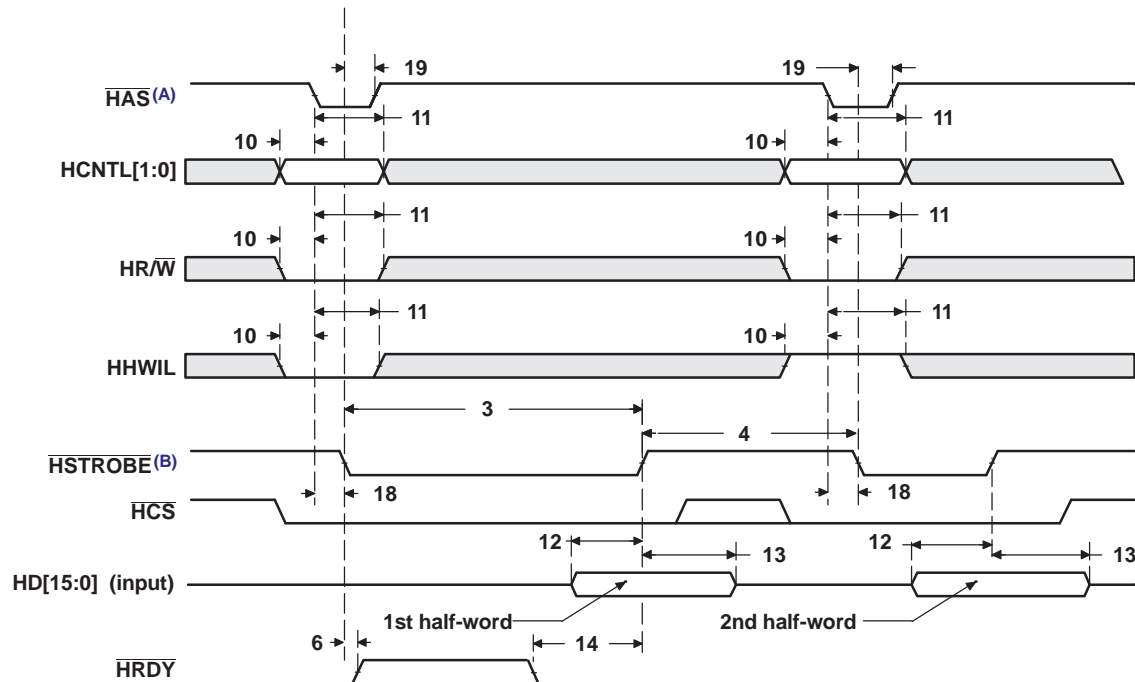 19 19
HAS (A)
11 11
10 10
HCNTL[1:0]
11 11
10 10
HR/W
11 11
10 10
HHWIL
3
4
HSTROBE (B)
18 18
HCS
12 13 12 13
HD[15:0] (input)
1st half-word 2nd half-word
6 14
HRDY